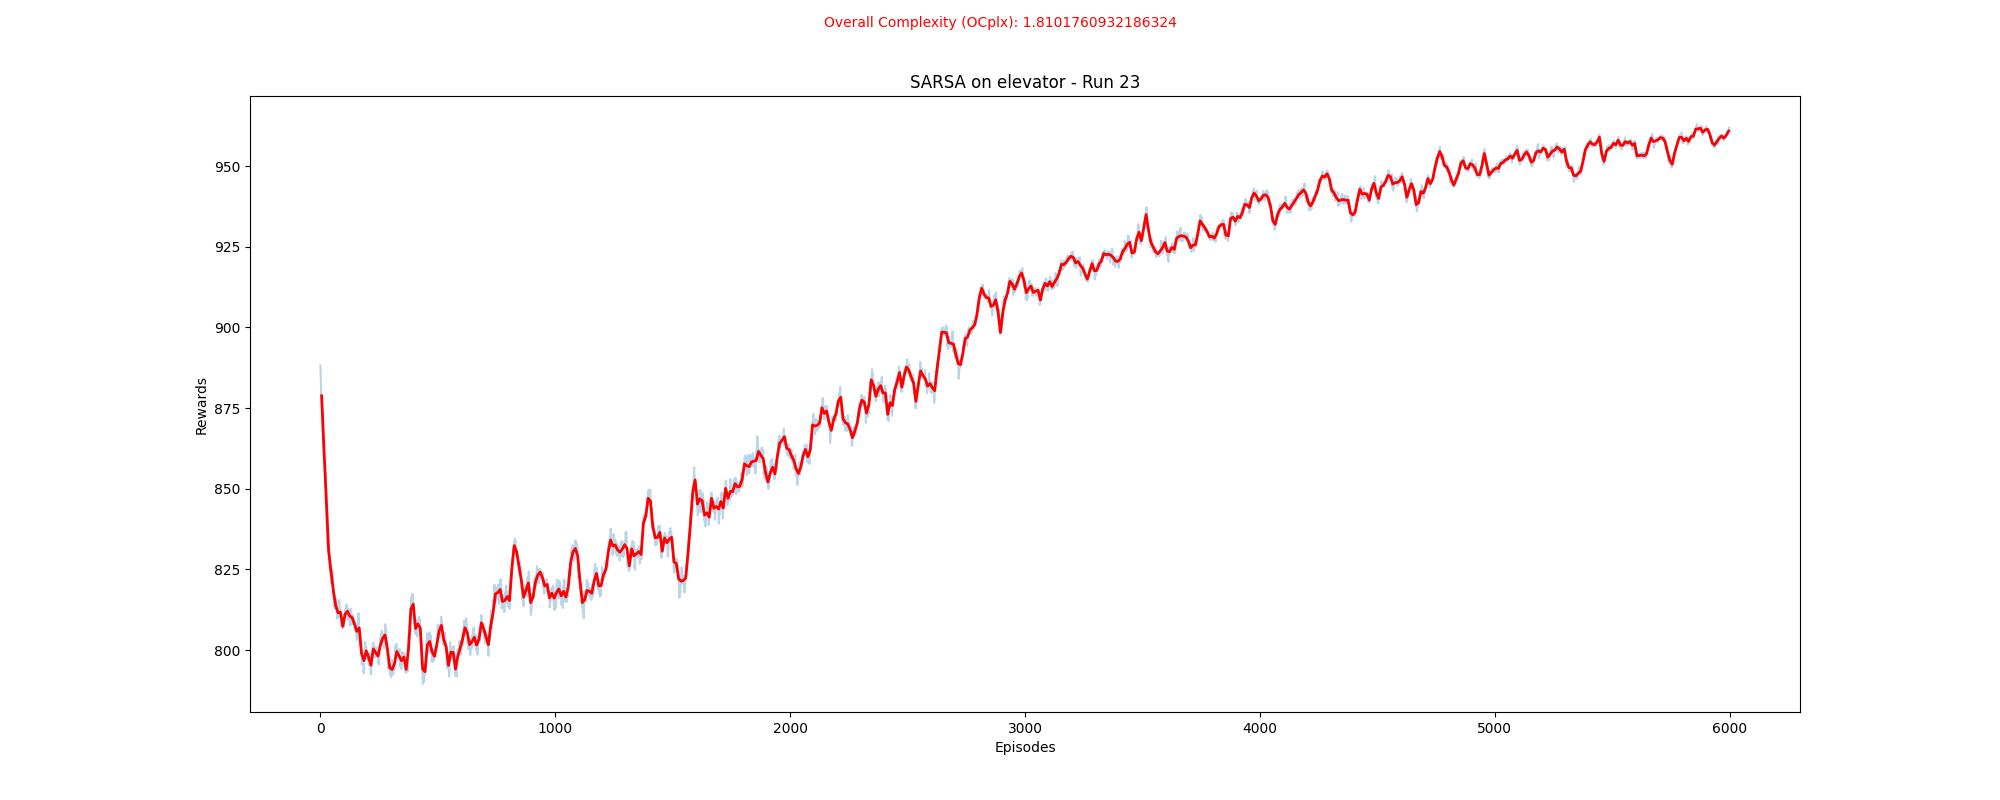 Overall Complexity (OCplx): 1.8101760932186324
SARSA on elevator - Run 23
950
925
900
875
850
825
800
Rewards
0 1000 2000 3000 4000 5000 6000
Episodes